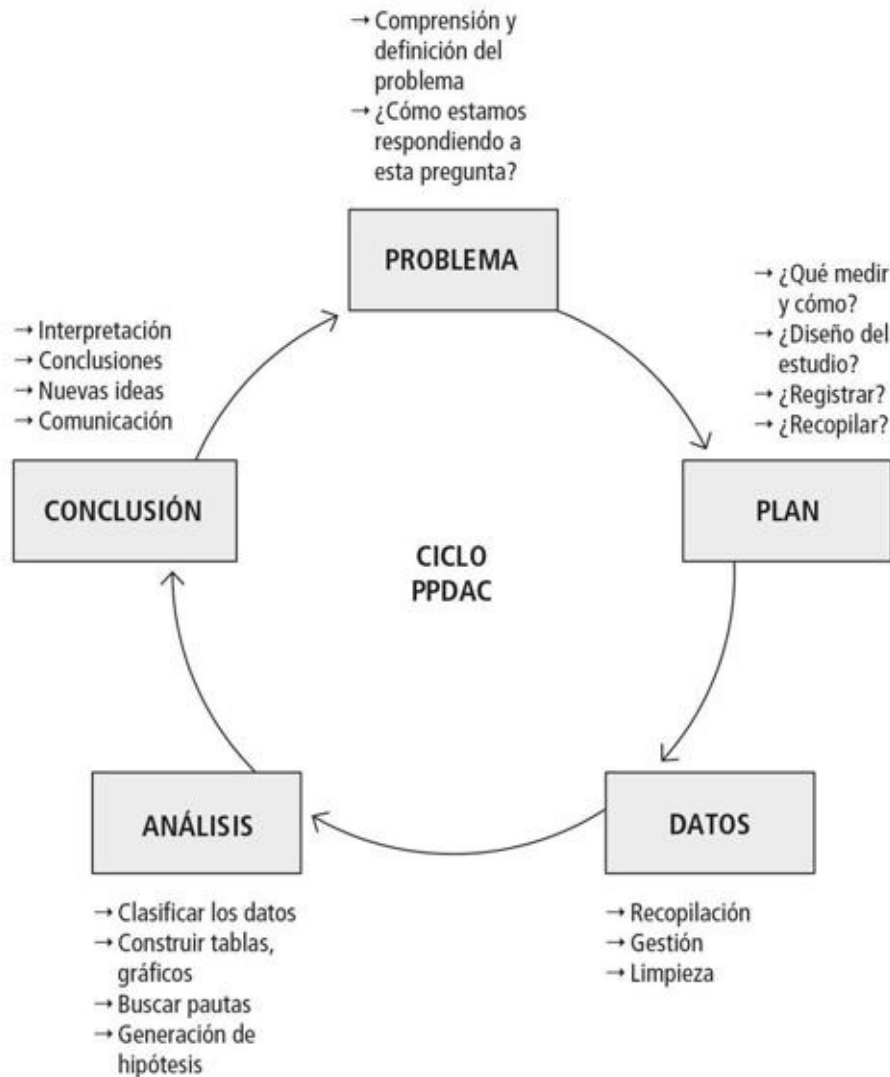 → Comprensión y
definición del
problema
→ ¿Cómo estamos
respondiendo a
esta pregunta?
PROBLEMA
→ ¿Qué medir
y cómo?
→ ¿Diseño del
estudio?
→ ¿Registrar?
→ ¿Recopilar?
PLAN
→ Interpretación
→ Conclusiones
→ Nuevas ideas
→ Comunicación
CONCLUSIÓN
CICLO
PPDAC
ANÁLISIS
→ Clasificar los datos
→ Construir tablas,
gráficos
→ Buscar pautas
→ Generación de
hipótesis
DATOS
→ Recopilación
→ Gestión
→ Limpieza